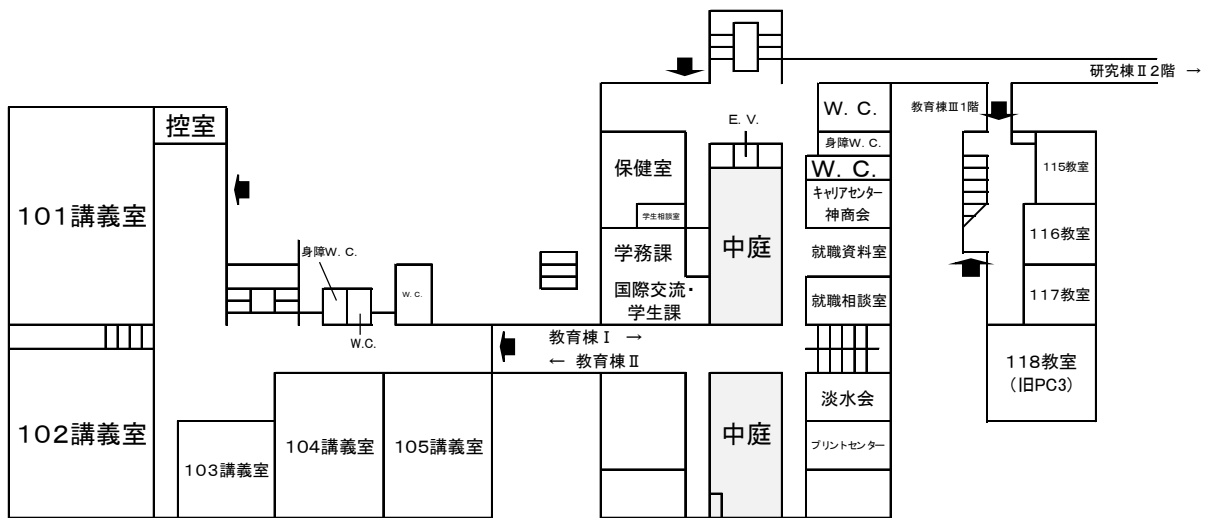 研究棟Ⅱ2階 →
W. C.
教育棟Ⅲ1階
控室
E. V.
身障W. C.
保健室
W. C.
115教室
キャリアセンター
神商会
101講義室
学生相談室
116教室
身障W. C.
学務課
中庭
就職資料室
W. C.
国際交流・
学生課
就職相談室
117教室
W.C.
教育棟Ⅰ →
← 教育棟Ⅱ
118教室
(旧PC3)
淡水会
102講義室
104講義室
105講義室
中庭
プリントセンター
103講義室